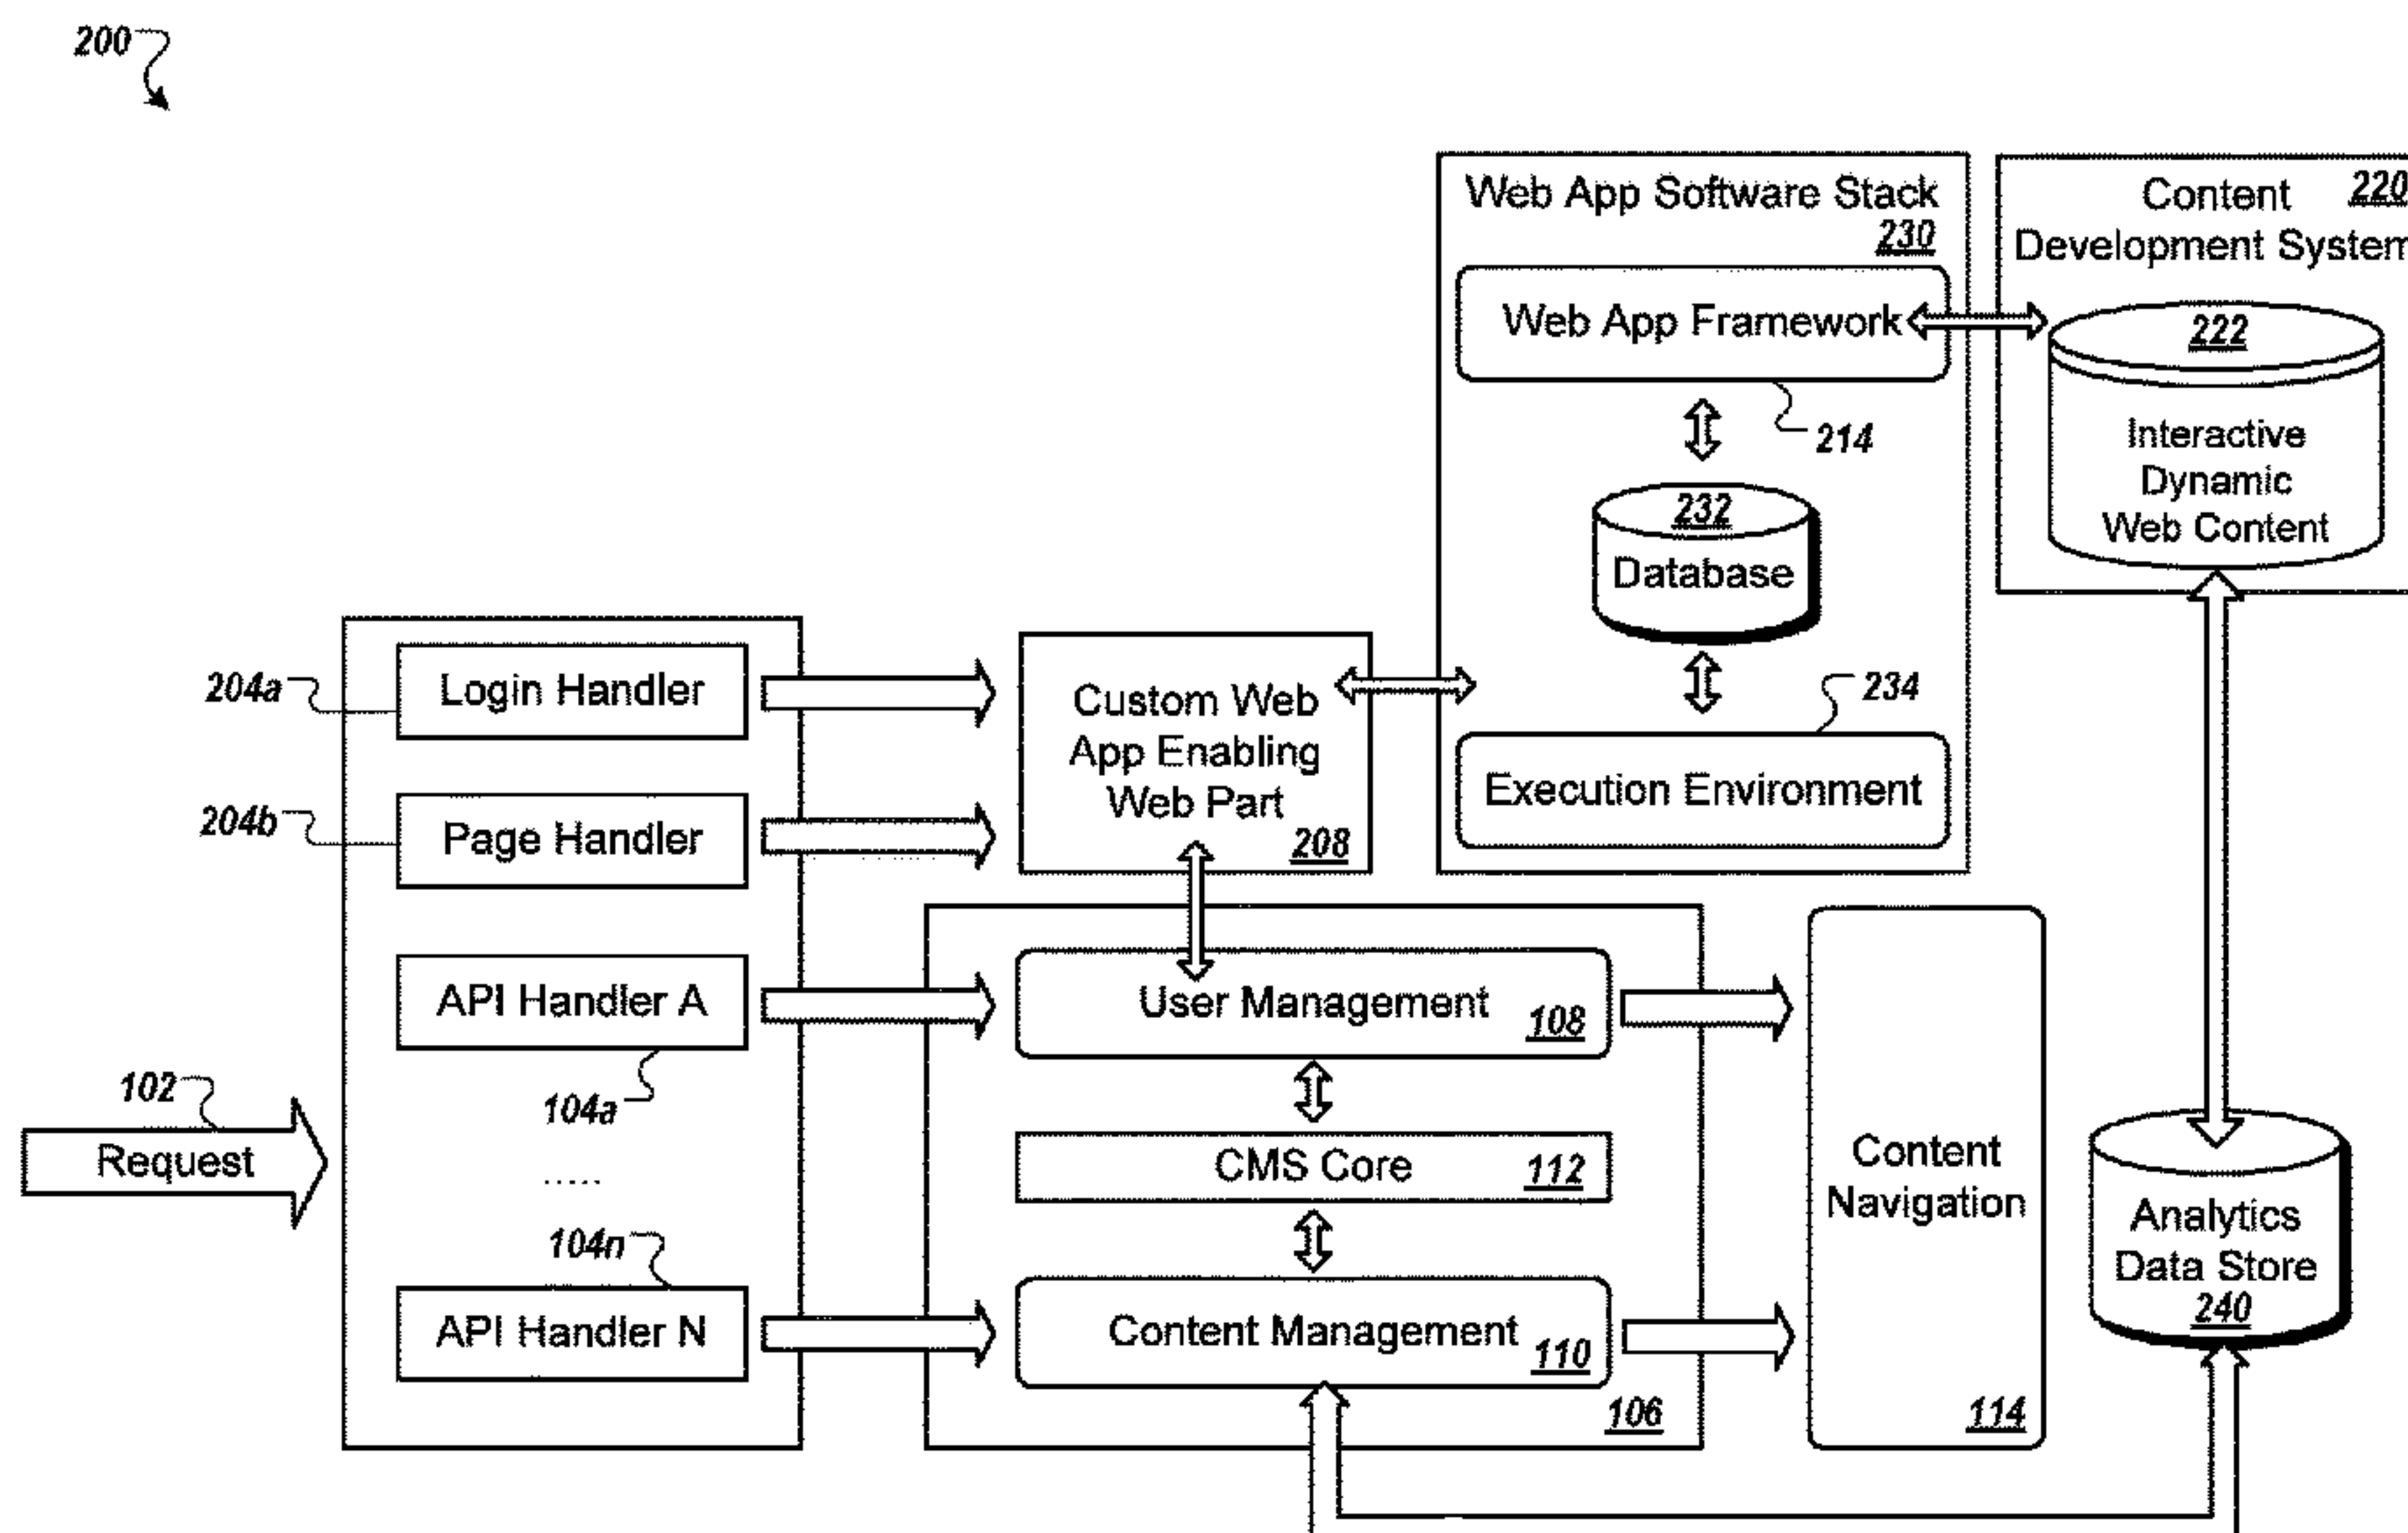 200
Web App Software Stack
230
Web App Framework
214
232
Database
234
Execution Environment
Content
220
Development System
222
Interactive
Dynamic
Web Content
204a
Login Handler
204b
Page Handler
API Handler A
104a
102
Request
.....
104n
API Handler N
Custom Web
App Enabling
Web Part
208
User Management
108
CMS Core
112
Content Management
110
106
Content
Navigation
114
Analytics
Data Store
240